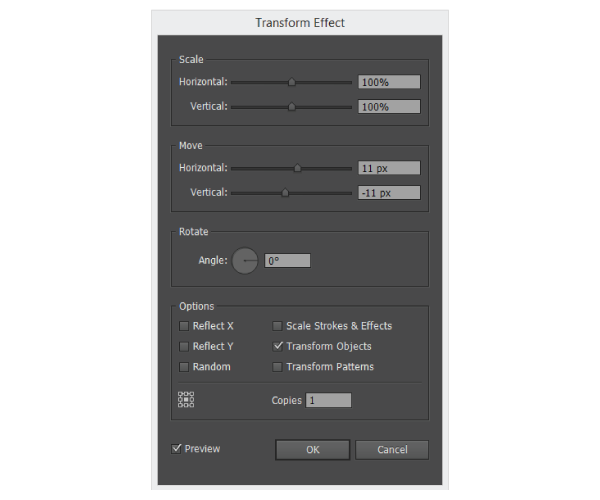 Transform Effect
Scale
Horizontal: 100%
Vertical: 100%
Move
Horizontal: 11 px
Vertical: -11 px
Rotate
Angle: 0°
Options
Reflect X Scale Strokes & Effects
Reflect Y Transform Objects
Random Transform Patterns
Copies 1
Preview OK Cancel